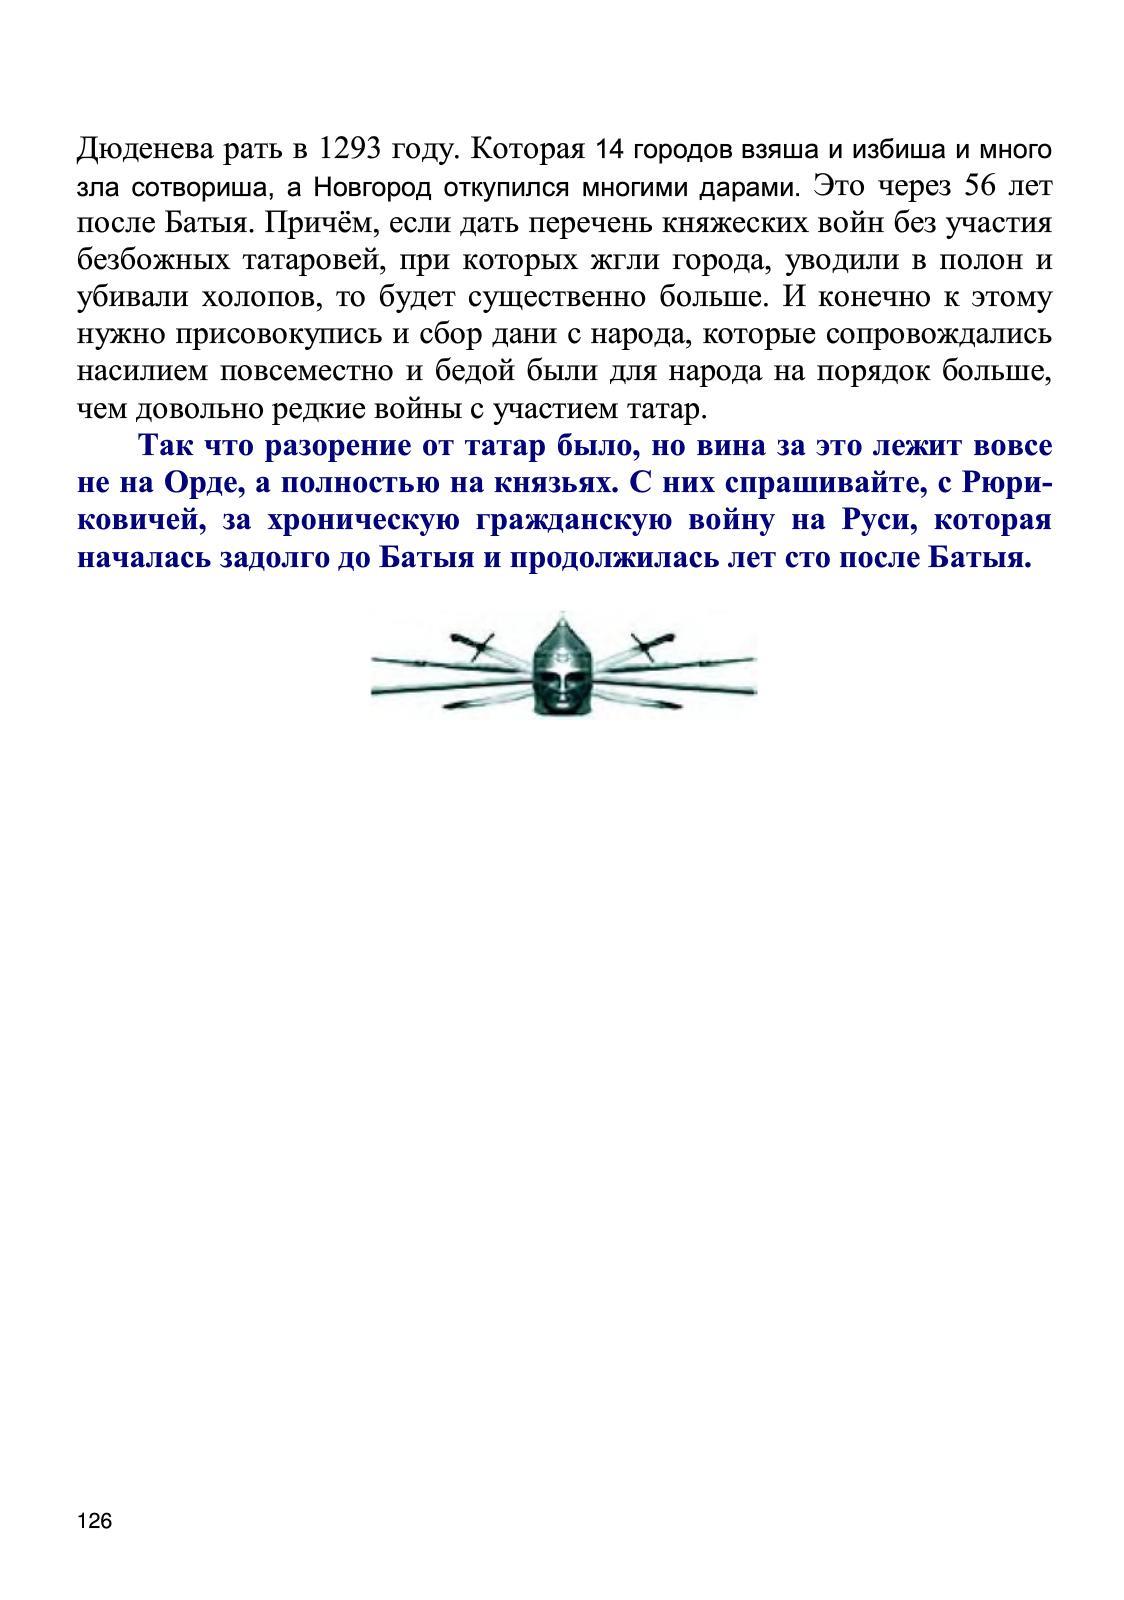 Дюденева рать в 1293 году. Которая 14 городов взяша и избиша и много
зла сотвориша, а Новгород откупился многими дарами. Это через 56 лет
после Батыя. Причём, если дать перечень княжеских войн без участия
безбожных татаровей, при которых жгли города, уводили в полон и
убивали холопов, то будет существенно больше. И конечно к этому
нужно присовокупись и сбор дани с народа, которые сопровождались
насилием повсеместно и бедой были для народа на порядок больше,
чем довольно редкие войны с участием татар.
Так что разорение от татар было, но вина за это лежит вовсе
не на Орде, а полностью на князьях. С них спрашивайте, с Рюри-
ковичей, за хроническую гражданскую войну на Руси, которая
началась задолго до Батыя и продолжилась лет сто после Батыя.
126